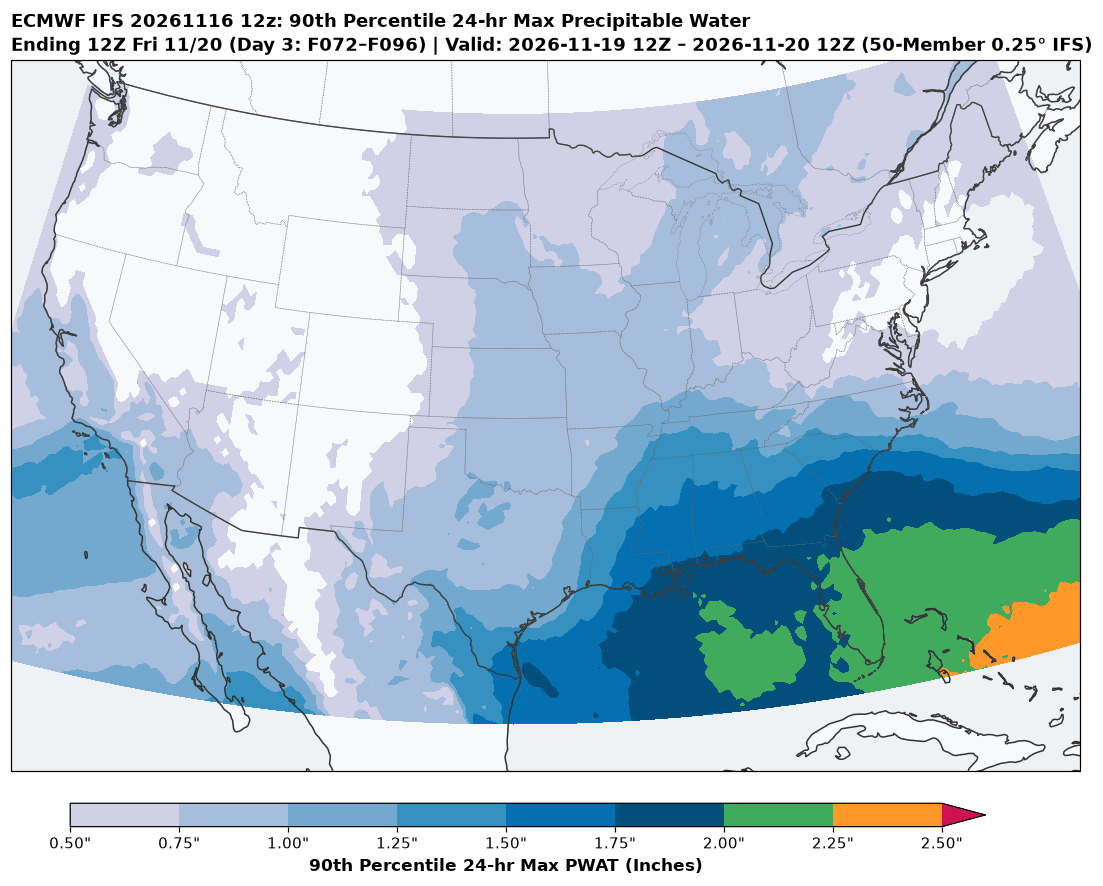 ECMWF IFS 20261116 12z: 90th Percentile 24-hr Max Precipitable Water
Ending 12Z Fri 11/20 (Day 3: F072–F096) | Valid: 2026-11-19 12Z – 2026-11-20 12Z (50-Member 0.25° IFS)
0.50" 0.75" 1.00" 1.25" 1.50" 1.75" 2.00" 2.25" 2.50"
90th Percentile 24-hr Max PWAT (Inches)